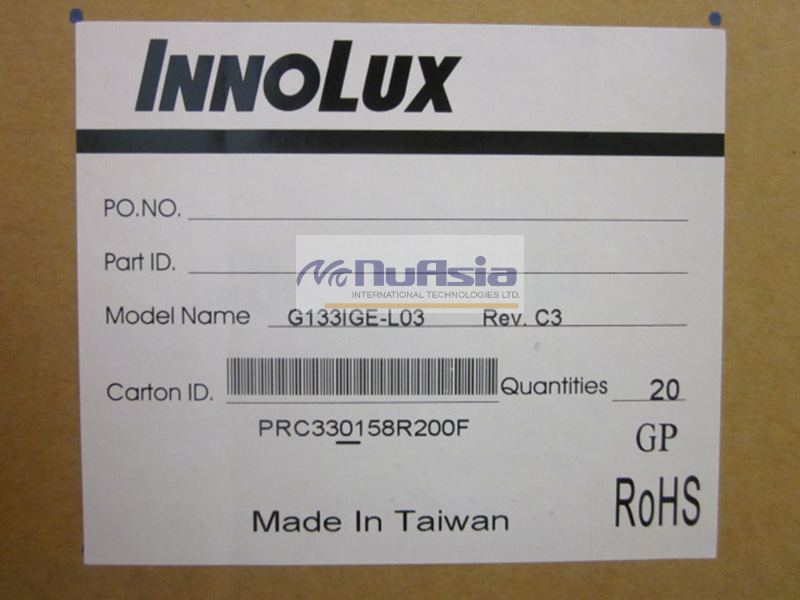 INNOLUX
PO.NO.
Part ID.
NuAsia
INTERNATIONAL TECHNOLOGIES LTD.
Model Name G133IGE-L03 Rev. C3
Carton ID. Quantities 20
PRC330158R200F
GP
RoHS
Made In Taiwan